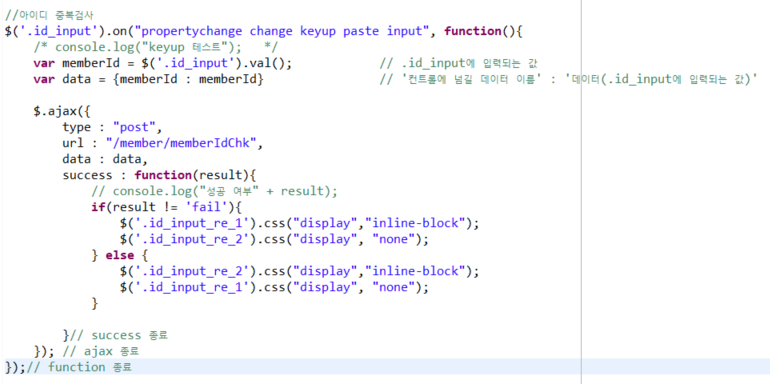 //아이디 중복검사
$('.id_input').on("propertychange change keyup paste input", function(){
/* console.log("keyup 테스트"); */
var memberId = $('.id_input').val(); // .id_input에 입력되는 값
var data = {memberId : memberId} // '컨트롤에 넘길 데이터 이름' : '데이터(.id_input에 입력되는 값)'
$.ajax({
type : "post",
url : "/member/memberIdChk",
data : data,
success : function(result){
// console.log("성공 여부" + result);
if(result != 'fail'){
$('.id_input_re_1').css("display","inline-block");
$('.id_input_re_2').css("display", "none");
} else {
$('.id_input_re_2').css("display","inline-block");
$('.id_input_re_1').css("display", "none");
}
}// success 종료
}); // ajax 종료
});// function 종료